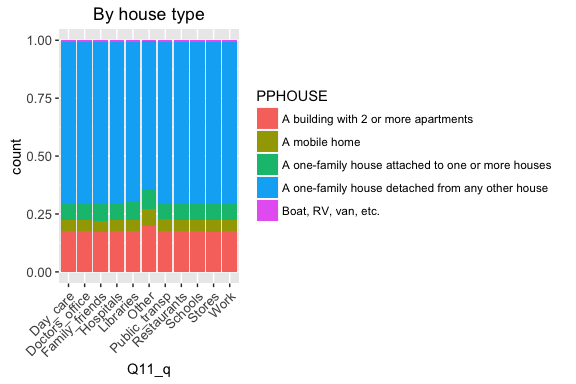 By house type
1.00
0.75
0.50
0.25
0.00
count
Day_care
Doctors_office
Family_friends
Hospitals
Libraries
Other
Public_transp
Restaurants
Schools
Stores
Work
Q11_q
PPHOUSE
A building with 2 or more apartments
A mobile home
A one-family house attached to one or more houses
A one-family house detached from any other house
Boat, RV, van, etc.